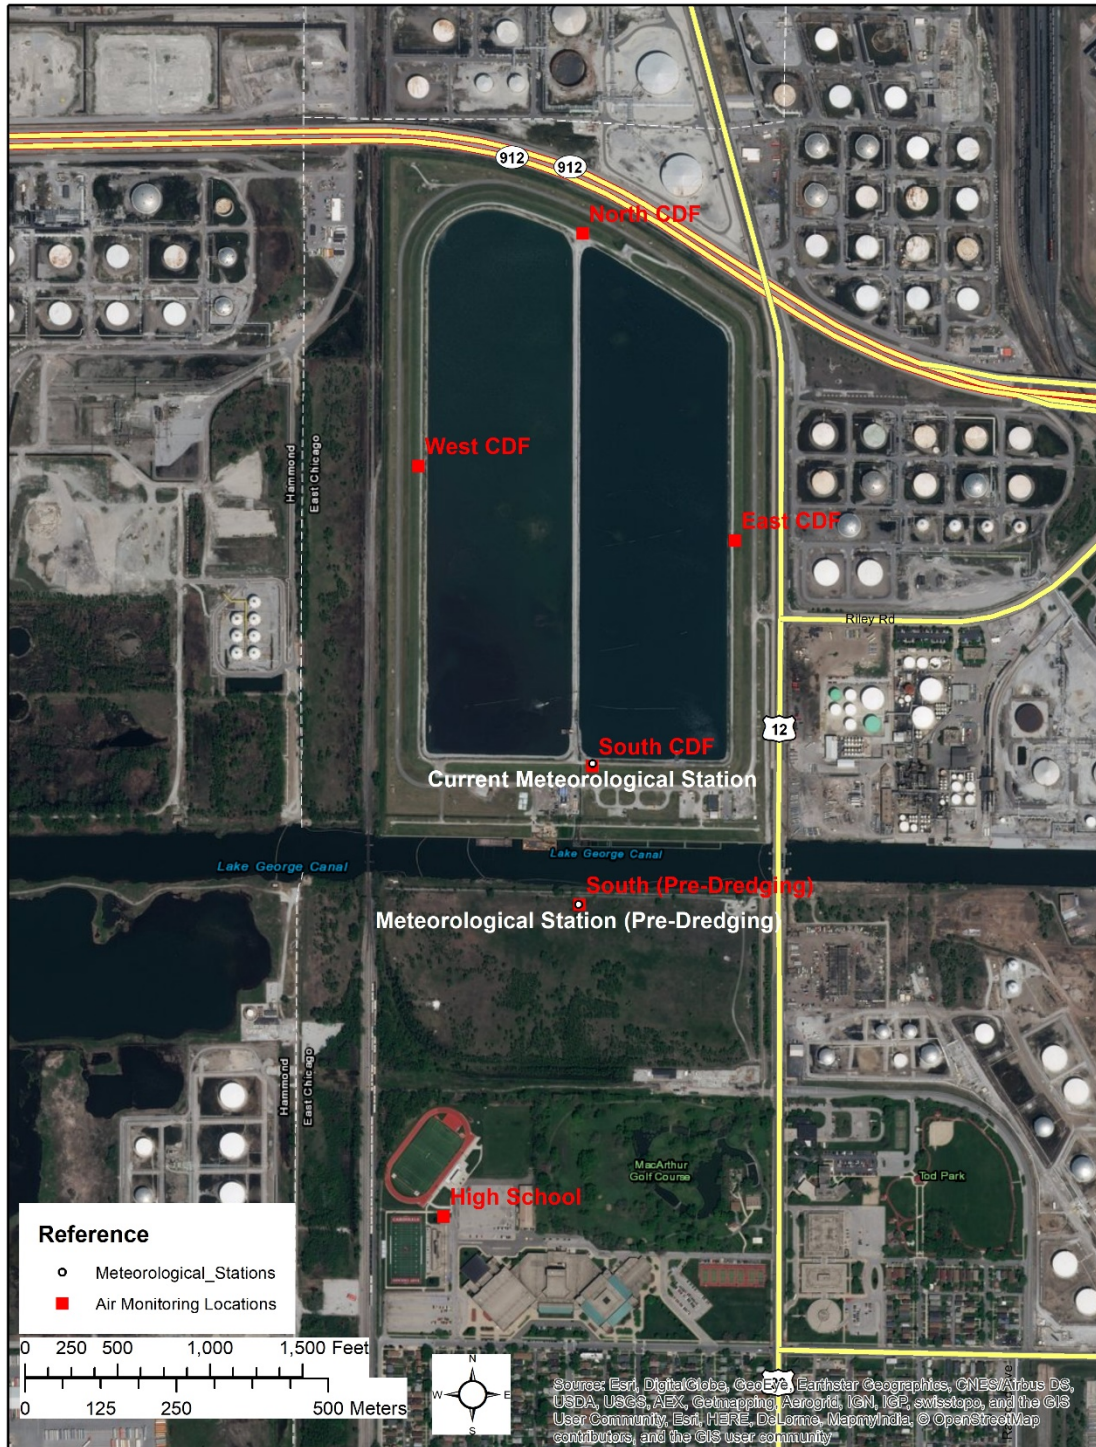 912
912
North CDF
West CDF
Hammond
East Chicago
East CDF
Riley Rd
12
South CDF
Current Meteorological Station
Lake George Canal
Lake George Canal
South (Pre-Dredging)
Meteorological Station (Pre-Dredging)
Hammond
East Chicago
MacArthur
Golf Course
Tod Park
High School
Reference
Meteorological_Stations
Air Monitoring Locations
0 250 500 1,000 1,500 Feet
0 125 250 500 Meters
N
W E
S
Source: Esri, DigitalGlobe, GeoEye, Earthstar Geographics, CNES/Airbus DS,
USDA, USGS, AEX, Getmapping, Aerogrid, IGN, IGP, swisstopo, and the GIS
User Community, Esri, HERE, DeLorme, MapmyIndia, © OpenStreetMap
contributors, and the GIS user community